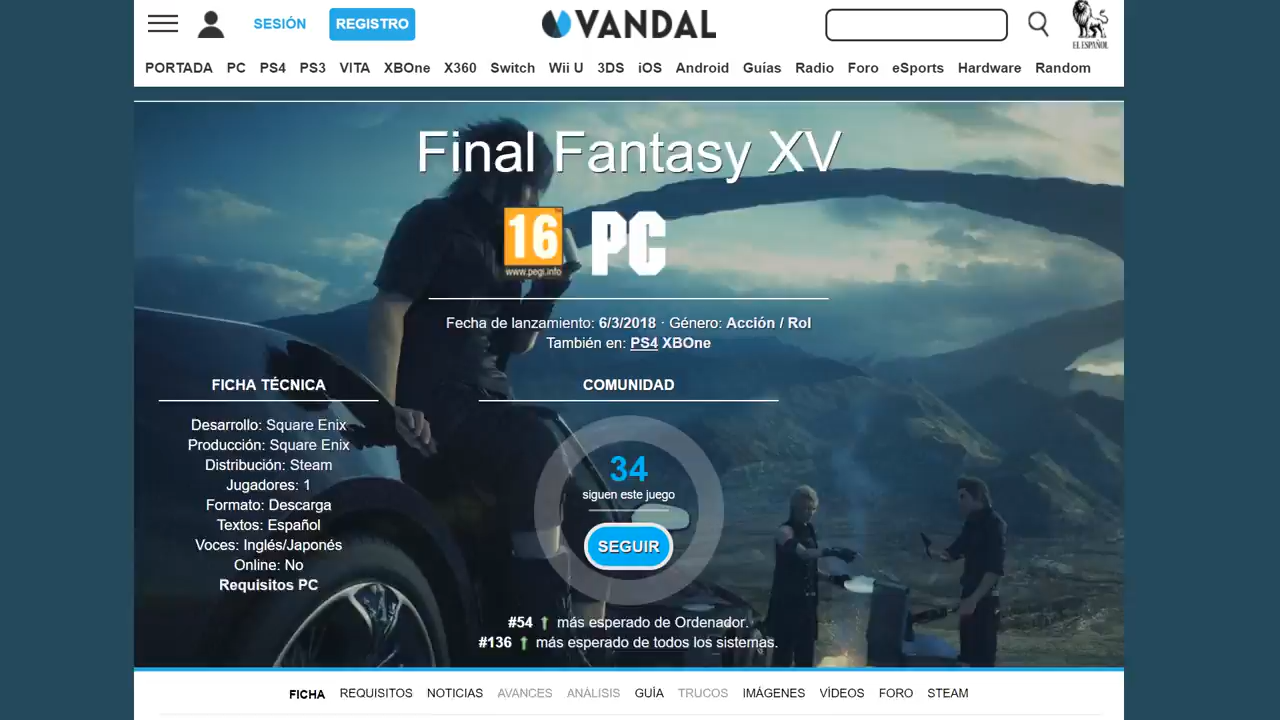 SESIÓN
REGISTRO
VANDAL
EL ESPAÑOL
PORTADA PC PS4 PS3 VITA XBOne X360 Switch Wii U 3DS iOS Android Guías Radio Foro eSports Hardware Random
Final Fantasy XV
16
www.pegi.info
PC
Fecha de lanzamiento: 6/3/2018 · Género: Acción / Rol
También en: PS4 XBOne
FICHA TÉCNICA
Desarrollo: Square Enix
Producción: Square Enix
Distribución: Steam
Jugadores: 1
Formato: Descarga
Textos: Español
Voces: Inglés/Japonés
Online: No
Requisitos PC
COMUNIDAD
34
siguen este juego
SEGUIR
#54 ⬆ más esperado de Ordenador.
#136 ⬆ más esperado de todos los sistemas.
FICHA REQUISITOS NOTICIAS AVANCES ANÁLISIS GUÍA TRUCOS IMÁGENES VÍDEOS FORO STEAM